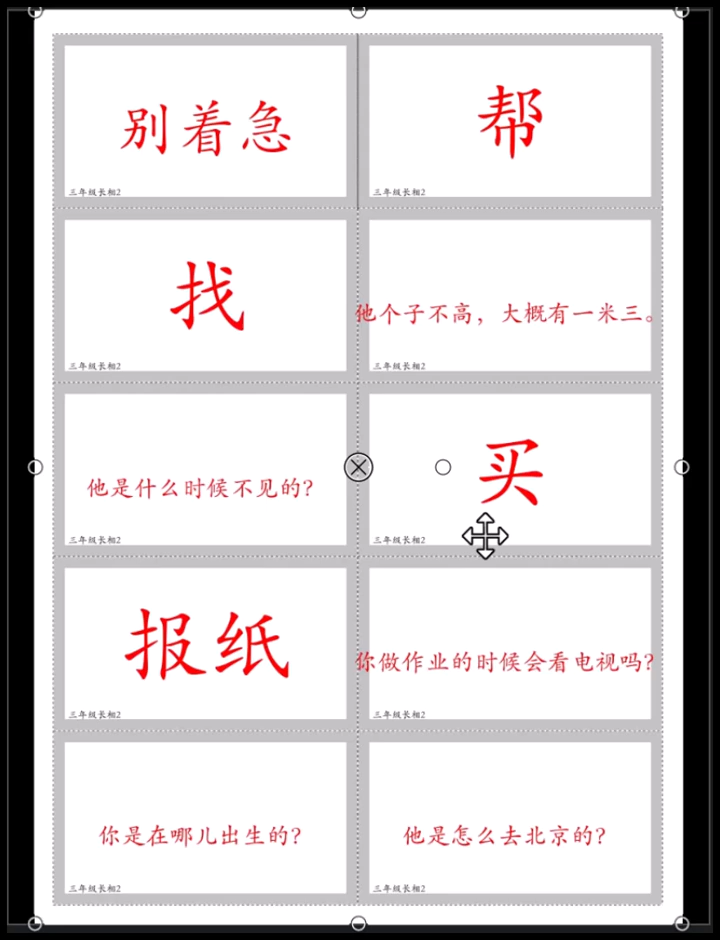 别着急
帮
三年级长相2
三年级长相2
找
他个子不高，大概有一米三。
三年级长相2
三年级长相2
他是什么时候不见的？
买
三年级长相2
三年级长相2
报纸
你做作业的时候会看电视吗？
三年级长相2
三年级长相2
你是在哪儿出生的？
他是怎么去北京的？
三年级长相2
三年级长相2